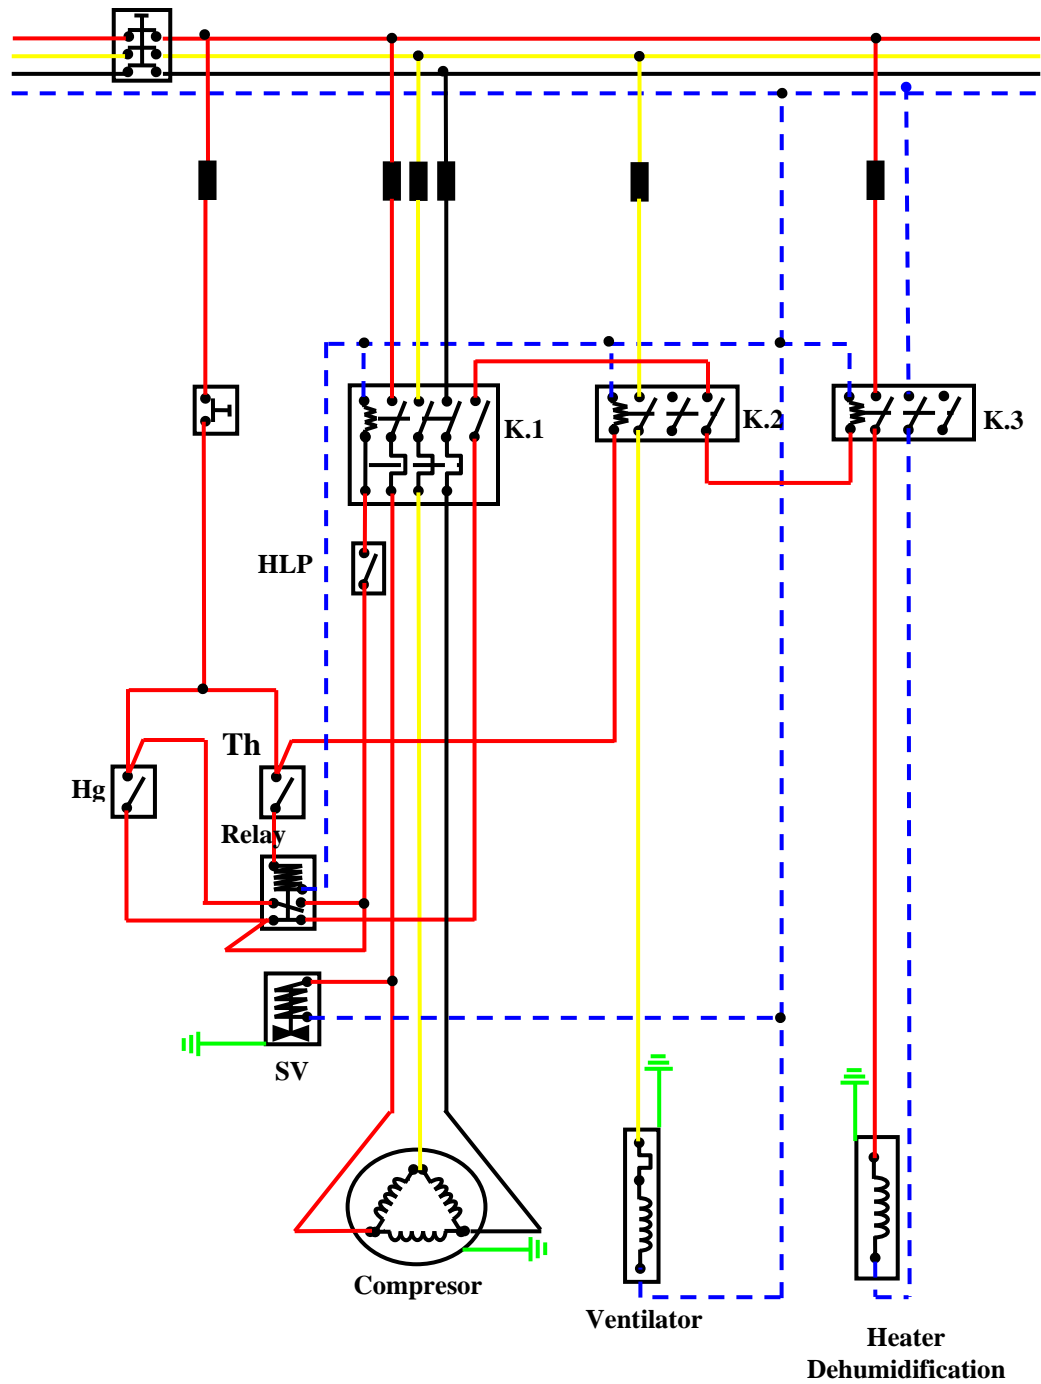 K.1
K.2
K.3
HLP
Th
Hg
Relay
SV
Compresor
Ventilator
Heater
Dehumidification